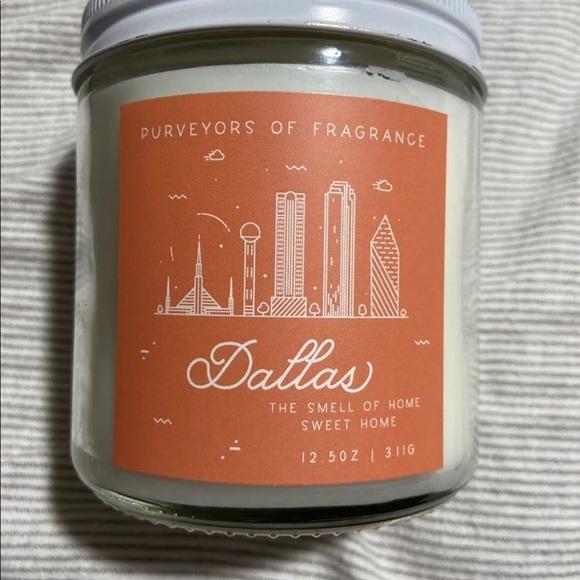 PURVEYORS OF FRAGRANCE
Dallas
THE SMELL OF HOME
SWEET HOME
12.5OZ | 311G